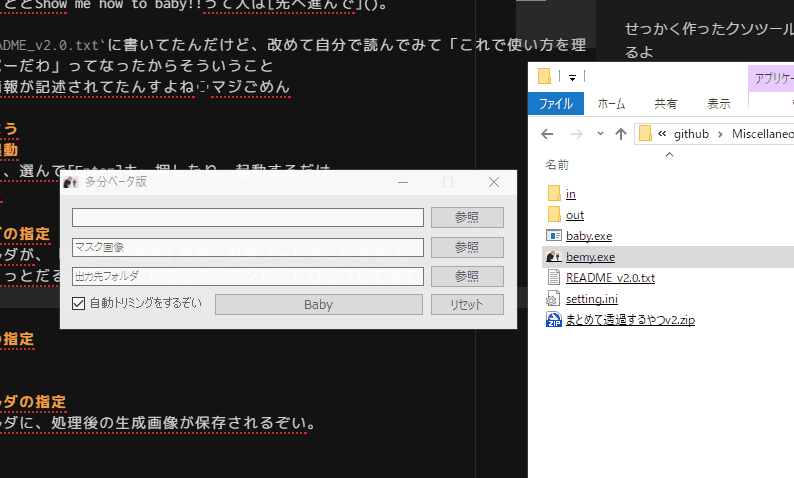 ととShow me how to baby!!って人は[先へ進んで]()。
ADME_v2.0.txt`に書いてたんだけど、改めて自分で読んでみて「これで使い方を理
ーだわ」ってなったからそういうこと
情報が記述されてたんすよね マジごめん
う
起動
、選んで[Enter]キー押したり、起動するだけ
の指定
ルダが、
っとだる
の指定
ルダの指定
ルダに、処理後の生成画像が保存されるぞい。
多分ベータ版
参照
マスク画像
参照
出力先フォルダ
参照
自動トリミングをするぞい
Baby
リセット
せっかく作ったクソツール
るよ
アプリケー
ファイル
ホーム
共有
表示
« github › Miscellaneo
名前
in
out
baby.exe
bemy.exe
README_v2.0.txt
setting.ini
まとめて透過するやつv2.zip